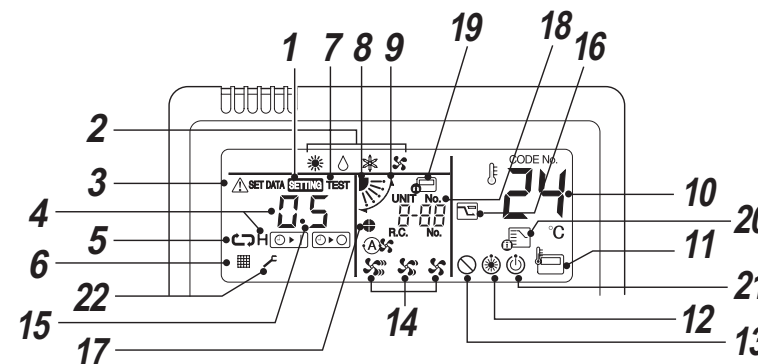 1 7 8 9 19 18 16
2
CODE No.
3 SET DATA SETTING TEST UNIT No. 24 10
4 0.5 8-88
R.C. No. °C 20
5 H A 11
6
22 21
15 14 12
17 13